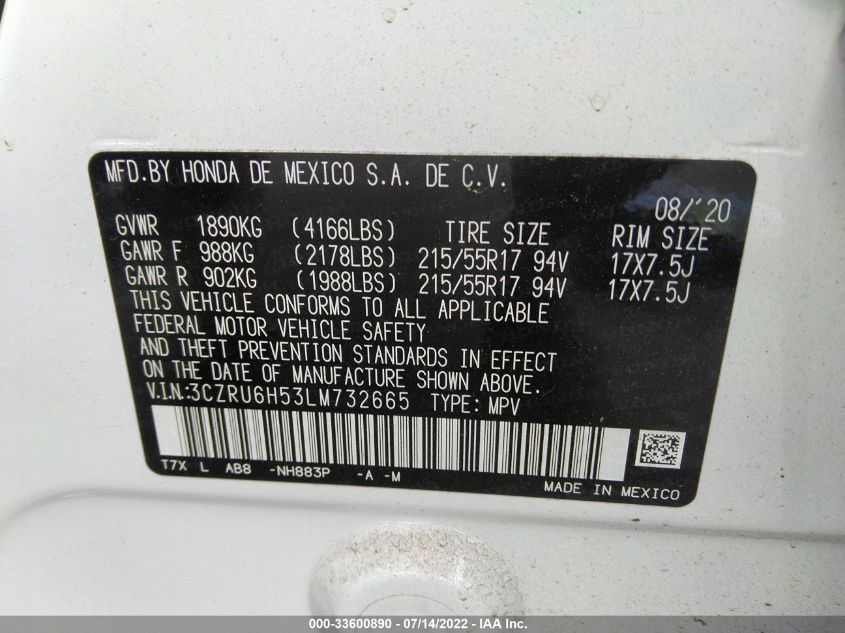 MFD.BY HONDA DE MEXICO S.A. DE C.V.
08/'20
GVWR 1890KG (4166LBS) TIRE SIZE RIM SIZE
GAWR F 988KG (2178LBS) 215/55R17 94V 17X7.5J
GAWR R 902KG (1988LBS) 215/55R17 94V 17X7.5J
THIS VEHICLE CONFORMS TO ALL APPLICABLE
FEDERAL MOTOR VEHICLE SAFETY
AND THEFT PREVENTION STANDARDS IN EFFECT
ON THE DATE OF MANUFACTURE SHOWN ABOVE.
V.I.N:3CZRU6H53LM732665 TYPE: MPV
T7X L AB8 -NH883P -A -M
MADE IN MEXICO
000-33600890 - 07/14/2022 - IAA Inc.